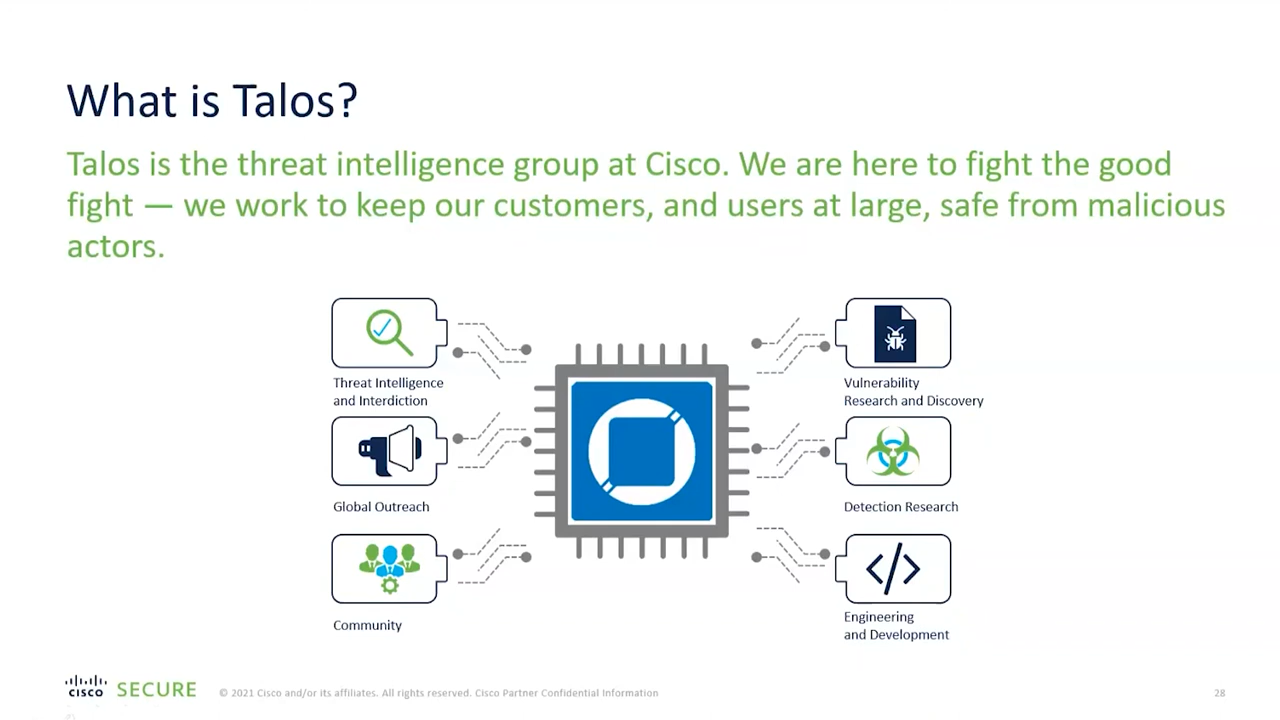 What is Talos?
Talos is the threat intelligence group at Cisco. We are here to fight the good
fight — we work to keep our customers, and users at large, safe from malicious
actors.
Threat Intelligence
and Interdiction
Global Outreach
Community
Vulnerability
Research and Discovery
Detection Research
</>
Engineering
and Development
cisco SECURE
© 2021 Cisco and/or its affiliates. All rights reserved. Cisco Partner Confidential Information
28